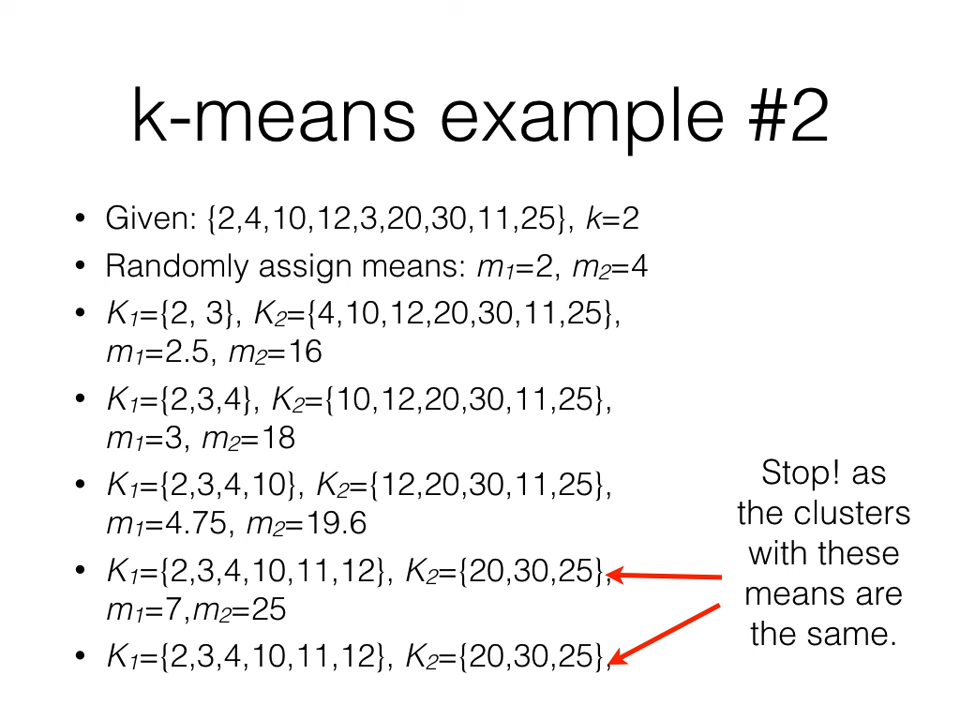 k-means example #2
• Given: {2,4,10,12,3,20,30,11,25}, k=2
• Randomly assign means: m₁=2, m₂=4
• K₁={2, 3}, K₂={4,10,12,20,30,11,25},
m₁=2.5, m₂=16
• K₁={2,3,4}, K₂={10,12,20,30,11,25},
m₁=3, m₂=18
• K₁={2,3,4,10}, K₂={12,20,30,11,25},
m₁=4.75, m₂=19.6
• K₁={2,3,4,10,11,12}, K₂={20,30,25},
m₁=7,m₂=25
• K₁={2,3,4,10,11,12}, K₂={20,30,25},
Stop! as
the clusters
with these
means are
the same.